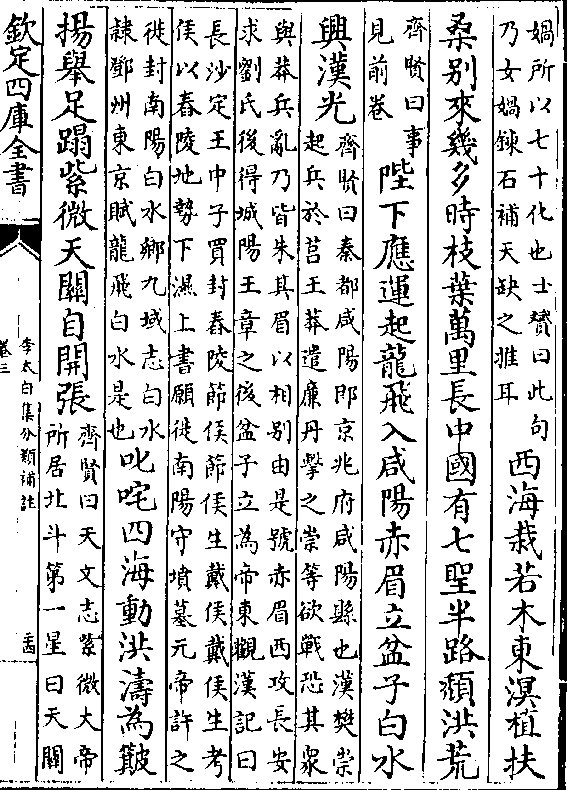 媧所以七十化也士贇曰此句
乃女媧鍊石補天缺之耳
西海栽若木東溟植扶
桑别來幾多時枝葉萬里長中國有七聖半路頽洪荒
齊賢曰事
見前卷
陛下應運起龍飛入咸陽赤眉立盆子白水
興漢光
齊賢曰秦都咸陽即京兆府咸陽縣也漢樊崇
起兵於莒王莽遣廉丹擊之崇等欲戰恐其衆
與莽兵亂乃皆朱其眉以相别由是號赤眉西攻長安
求劉氏後得城陽王章之後盆子立為帝東觀漢記曰
長沙定王中子買封舂陵節侯節侯生戴侯戴侯生考
侯以舂陵地勢下濕上書願徙南陽守墳墓元帝許之
徙封南陽白水鄉九域志白水
隸鄧州東京賦龍飛白水是也
叱咤四海動洪濤為簸
揚舉足蹋紫微天關自開張
齊賢曰天文志紫微大帝
所居北斗第一星曰天關
欽定四庫全書
李太白集分類補註
卷三
十四